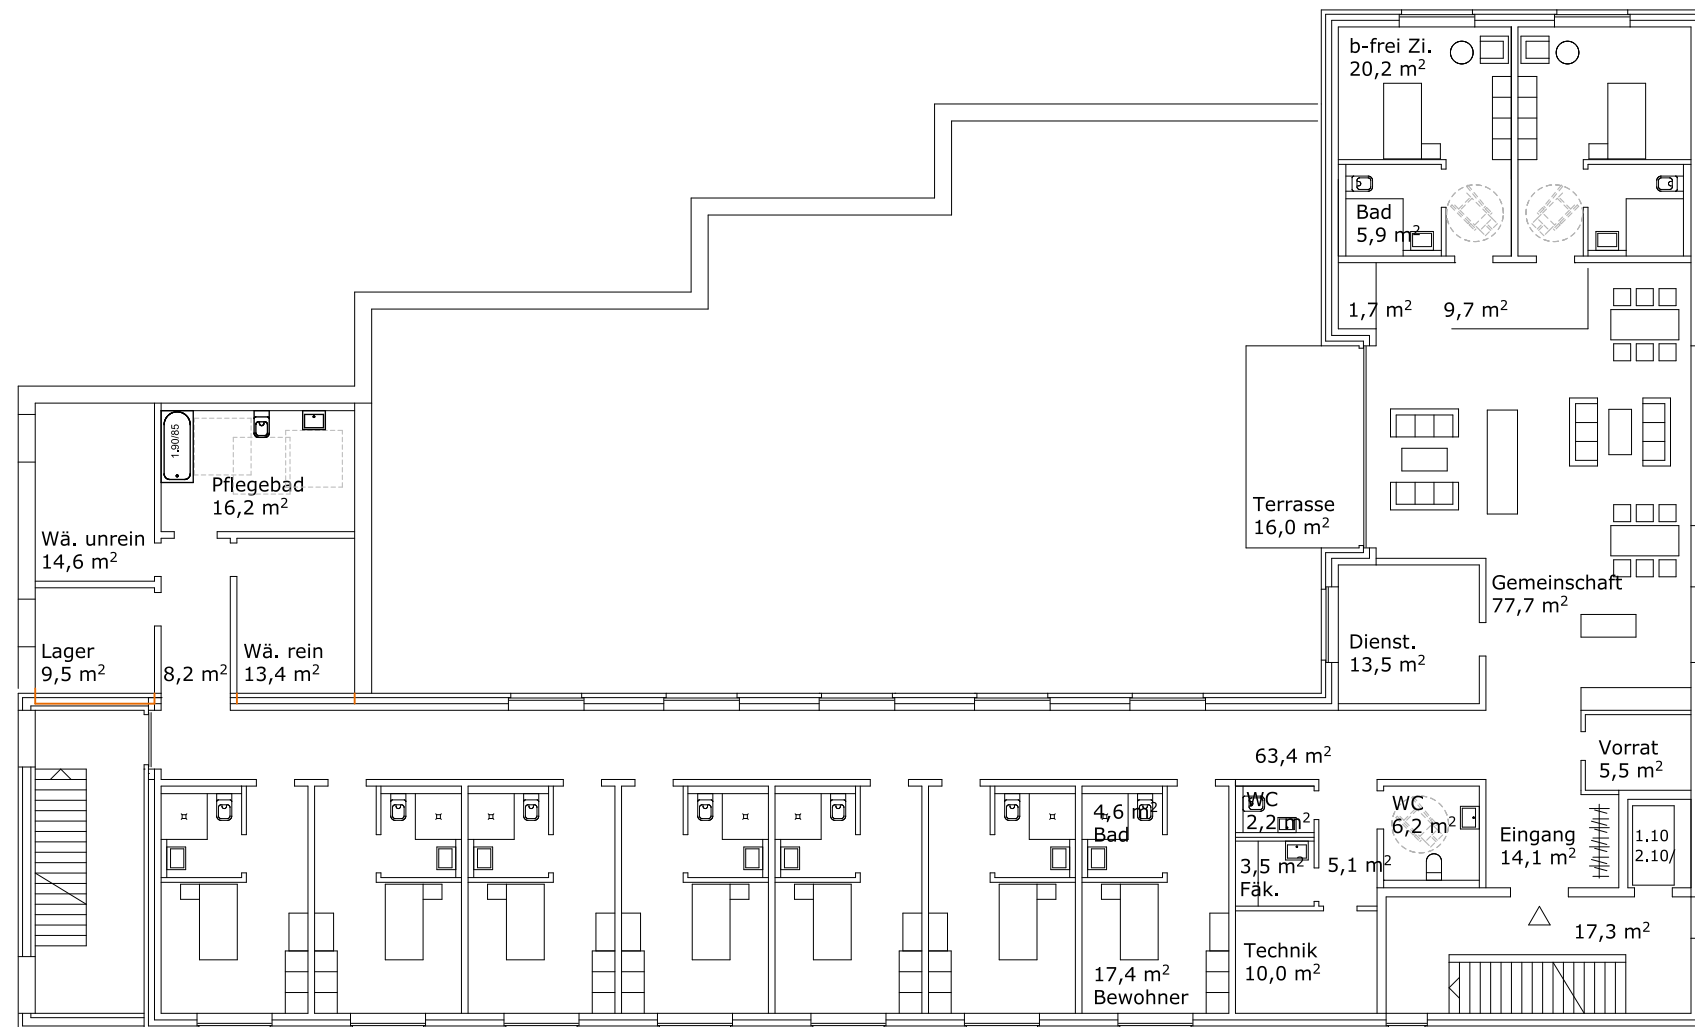 b-frei Zi.
20,2 m²
Bad
5,9 m²
1,7 m²
9,7 m²
1.90/85
Pflegebad
16,2 m²
Wä. unrein
14,6 m²
Terrasse
16,0 m²
Gemeinschaft
77,7 m²
Lager
9,5 m²
8,2 m²
Wä. rein
13,4 m²
Dienst.
13,5 m²
63,4 m²
Vorrat
5,5 m²
4,6 m²
Bad
WC
2,2 m²
WC
6,2 m²
Eingang
14,1 m²
1.10
2.10/
3,5 m²
Fäk.
5,1 m²
17,3 m²
Technik
10,0 m²
17,4 m²
Bewohner